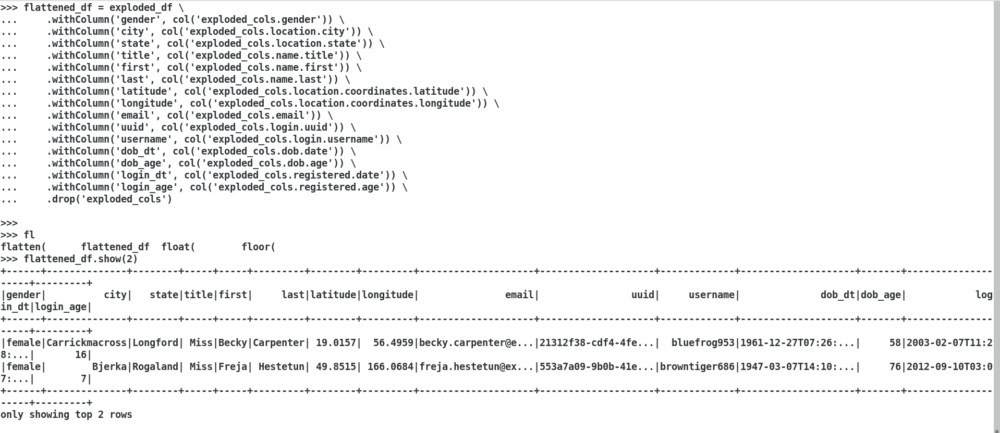 >>> flattened_df = exploded_df \
...     .withColumn('gender', col('exploded_cols.gender')) \
...     .withColumn('city', col('exploded_cols.location.city')) \
...     .withColumn('state', col('exploded_cols.location.state')) \
...     .withColumn('title', col('exploded_cols.name.title')) \
...     .withColumn('first', col('exploded_cols.name.first')) \
...     .withColumn('last', col('exploded_cols.name.last')) \
...     .withColumn('latitude', col('exploded_cols.location.coordinates.latitude')) \
...     .withColumn('longitude', col('exploded_cols.location.coordinates.longitude')) \
...     .withColumn('email', col('exploded_cols.email')) \
...     .withColumn('uuid', col('exploded_cols.login.uuid')) \
...     .withColumn('username', col('exploded_cols.login.username')) \
...     .withColumn('dob_dt', col('exploded_cols.dob.date')) \
...     .withColumn('dob_age', col('exploded_cols.dob.age')) \
...     .withColumn('login_dt', col('exploded_cols.registered.date')) \
...     .withColumn('login_age', col('exploded_cols.registered.age')) \
...     .drop('exploded_cols')

>>>
>>> fl
flatten(      flattened_df  float(        floor(
>>> flattened_df.show(2)
+------+--------------+--------+-----+-----+---------+--------+---------+--------------------+--------------------+-------------+--------------------+-------+---------------
-----+---------+
|gender|          city|   state|title|first|     last|latitude|longitude|               email|                uuid|     username|              dob_dt|dob_age|            log
in_dt|login_age|
+------+--------------+--------+-----+-----+---------+--------+---------+--------------------+--------------------+-------------+--------------------+-------+---------------
-----+---------+
|female|Carrickmacross|Longford| Miss|Becky|Carpenter| 19.0157|  56.4959|becky.carpenter@e...|21312f38-cdf4-4fe...|  bluefrog953|1961-12-27T07:26:...|     58|2003-02-07T11:2
8:...|       16|
|female|        Bjerka|Rogaland| Miss|Freja| Hestetun| 49.8515| 166.0684|freja.hestetun@ex...|553a7a09-9b0b-41e...|browntiger686|1947-03-07T14:10:...|     76|2012-09-10T03:0
7:...|        7|
+------+--------------+--------+-----+-----+---------+--------+---------+--------------------+--------------------+-------------+--------------------+-------+---------------
-----+---------+
only showing top 2 rows